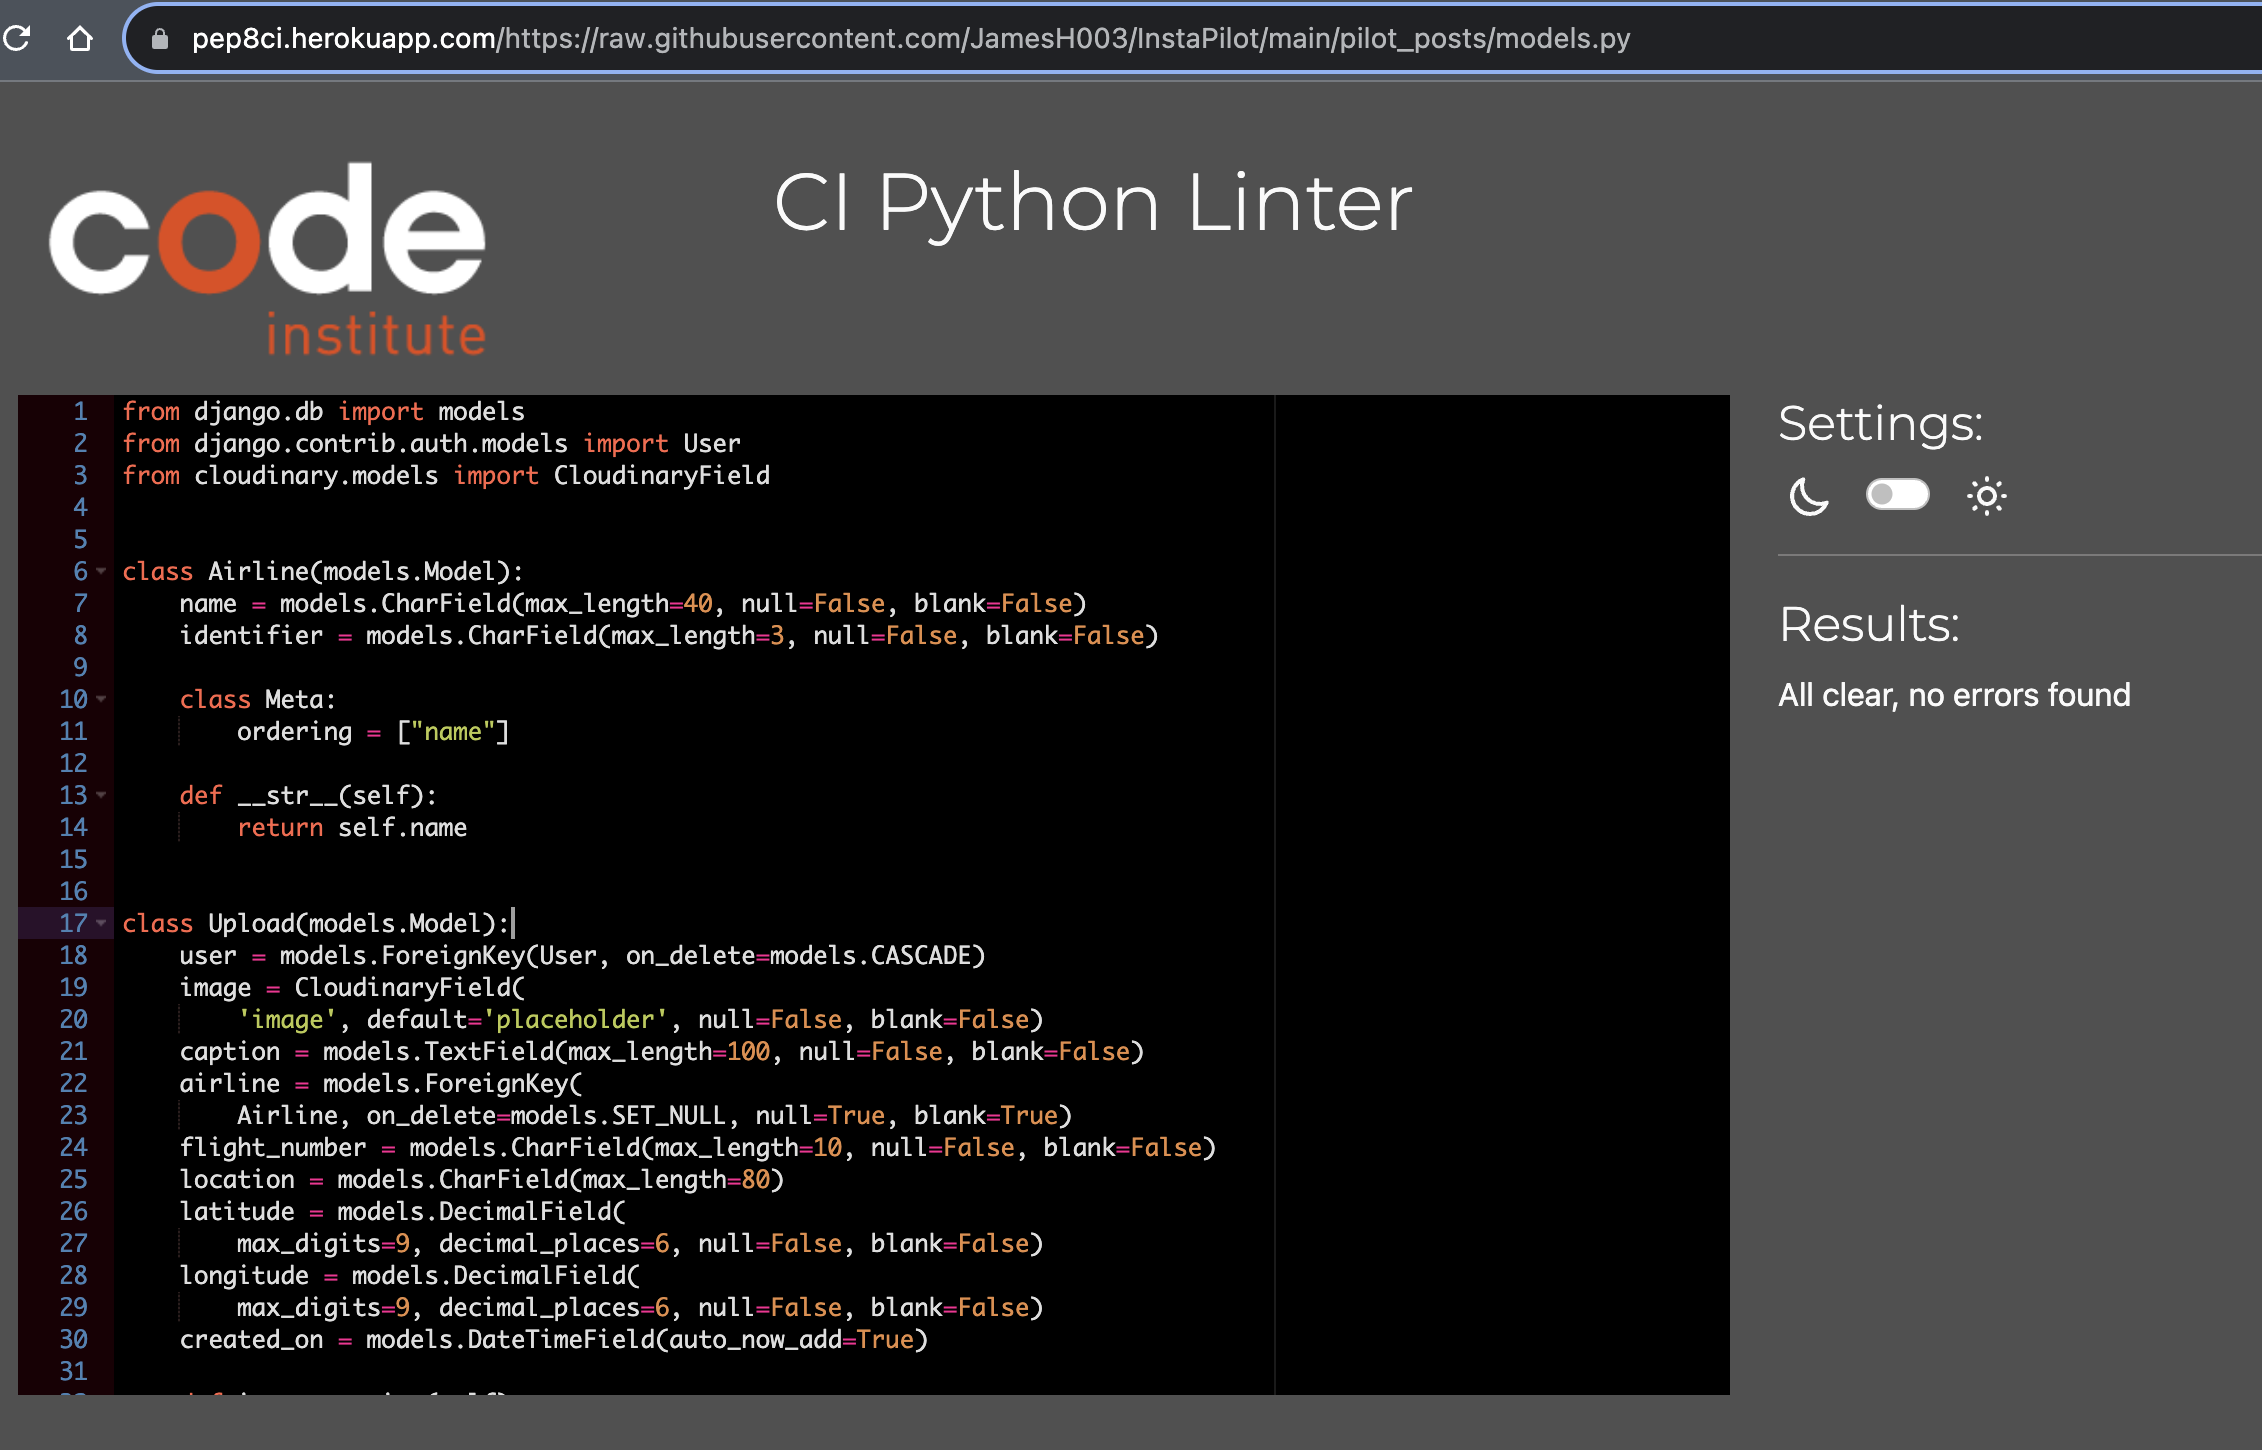 pep8ci.herokuapp.com/https://raw.githubusercontent.com/JamesH003/InstaPilot/main/pilot_posts/models.py
code
institute
CI Python Linter
1 from django.db import models
2 from django.contrib.auth.models import User
3 from cloudinary.models import CloudinaryField
4
5
6 class Airline(models.Model):
7     name = models.CharField(max_length=40, null=False, blank=False)
8     identifier = models.CharField(max_length=3, null=False, blank=False)
9
10     class Meta:
11         ordering = ["name"]
12
13     def __str__(self):
14         return self.name
15
16
17 class Upload(models.Model):
18     user = models.ForeignKey(User, on_delete=models.CASCADE)
19     image = CloudinaryField(
20         'image', default='placeholder', null=False, blank=False)
21     caption = models.TextField(max_length=100, null=False, blank=False)
22     airline = models.ForeignKey(
23         Airline, on_delete=models.SET_NULL, null=True, blank=True)
24     flight_number = models.CharField(max_length=10, null=False, blank=False)
25     location = models.CharField(max_length=80)
26     latitude = models.DecimalField(
27         max_digits=9, decimal_places=6, null=False, blank=False)
28     longitude = models.DecimalField(
29         max_digits=9, decimal_places=6, null=False, blank=False)
30     created_on = models.DateTimeField(auto_now_add=True)
31
Settings:
Results:
All clear, no errors found